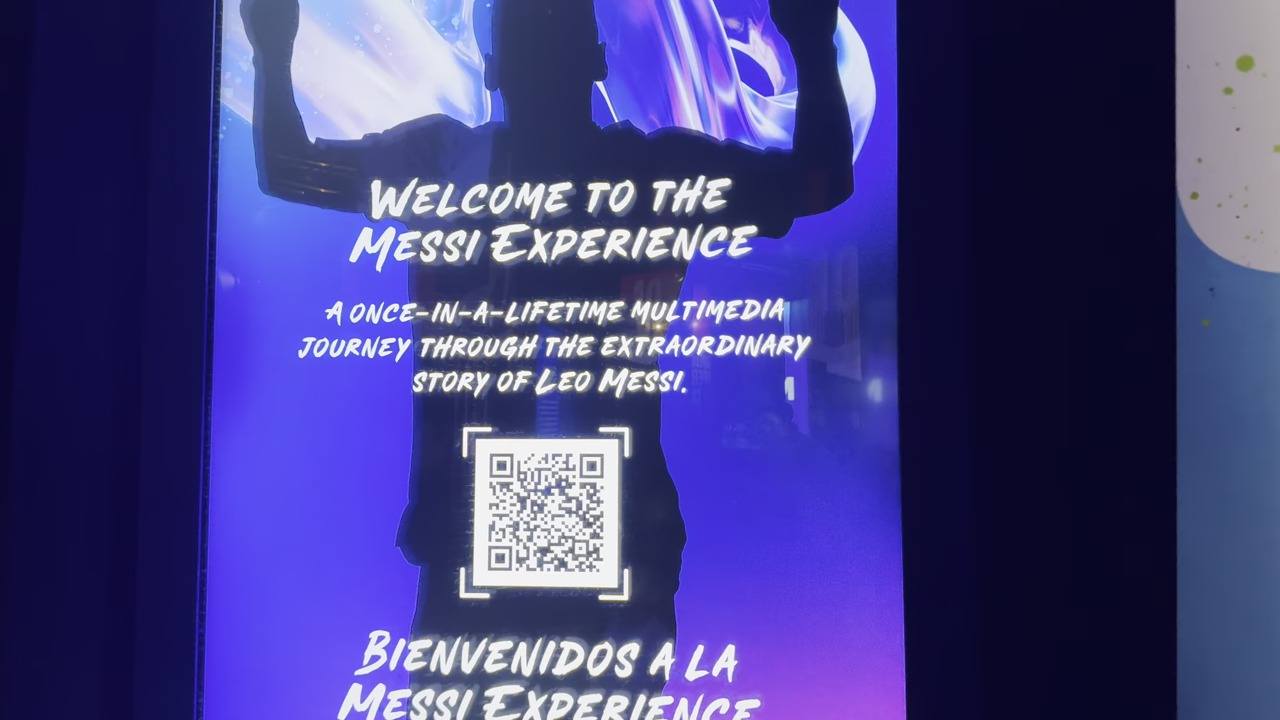 WELCOME TO THE
MESSI EXPERIENCE
A ONCE-IN-A-LIFETIME MULTIMEDIA
JOURNEY THROUGH THE EXTRAORDINARY
STORY OF LEO MESSI.
BIENVENIDOS A LA
MESSI EXPERIENCE